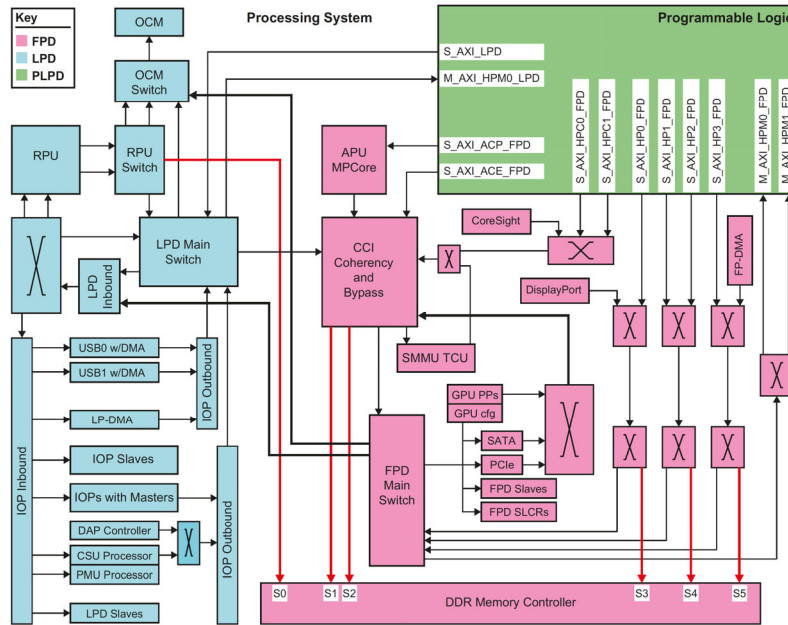 Key
FPD
LPD
PLPD
Processing System
Programmable Logic
OCM
OCM
Switch
RPU
RPU
Switch
APU
MPCore
S_AXI_LPD
M_AXI_HPM0_LPD
S_AXI_ACP_FPD
S_AXI_ACE_FPD
S_AXI_HPC0_FPD
S_AXI_HPC1_FPD
S_AXI_HP0_FPD
S_AXI_HP1_FPD
S_AXI_HP2_FPD
S_AXI_HP3_FPD
M_AXI_HPM0_FPD
M_AXI_HPM1_FPD
LPD Main
Switch
LPD
Inbound
CCI
Coherency
and
Bypass
CoreSight
DisplayPort
FP-DMA
SMMU TCU
USB0 w/DMA
USB1 w/DMA
LP-DMA
IOP Outbound
IOP Inbound
IOP Slaves
IOPs with Masters
DAP Controller
CSU Processor
PMU Processor
LPD Slaves
IOP Outbound
GPU PPs
GPU cfg
SATA
PCIe
FPD Slaves
FPD SLCRs
FPD
Main
Switch
S0
S1
S2
S3
S4
S5
DDR Memory Controller